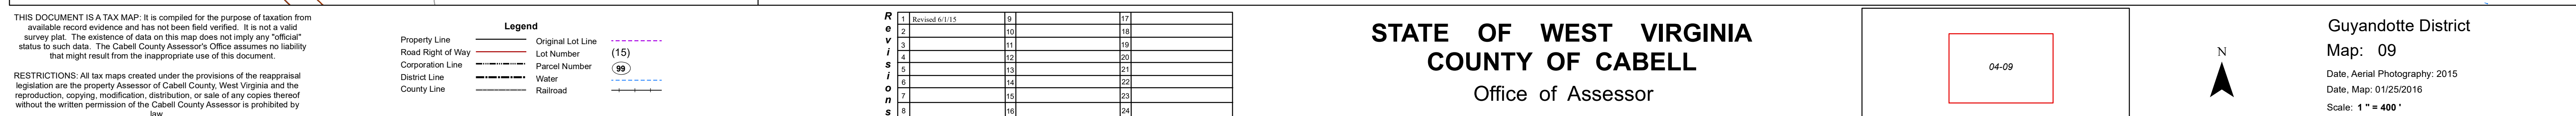 THIS DOCUMENT IS A TAX MAP: It is compiled for the purpose of taxation from
available record evidence and has not been field verified. It is not a valid
survey plat. The existence of data on this map does not imply any "official"
status to such data. The Cabell County Assessor's Office assumes no liability
that might result from the inappropriate use of this document.
RESTRICTIONS: All tax maps created under the provisions of the reappraisal
legislation are the property Assessor of Cabell County, West Virginia and the
reproduction, copying, modification, distribution, or sale of any copies thereof
without the written permission of the Cabell County Assessor is prohibited by
law.
Legend
Property Line
Road Right of Way
Corporation Line
District Line
County Line
Original Lot Line
Lot Number (15)
Parcel Number 99
Water
Railroad
Revisions
1 Revised 6/1/15 9 17
2 10 18
3 11 19
4 12 20
5 13 21
6 14 22
7 15 23
8 16 24
STATE OF WEST VIRGINIA
COUNTY OF CABELL
Office of Assessor
04-09
N
Guyandotte District
Map: 09
Date, Aerial Photography: 2015
Date, Map: 01/25/2016
Scale: 1 " = 400 '